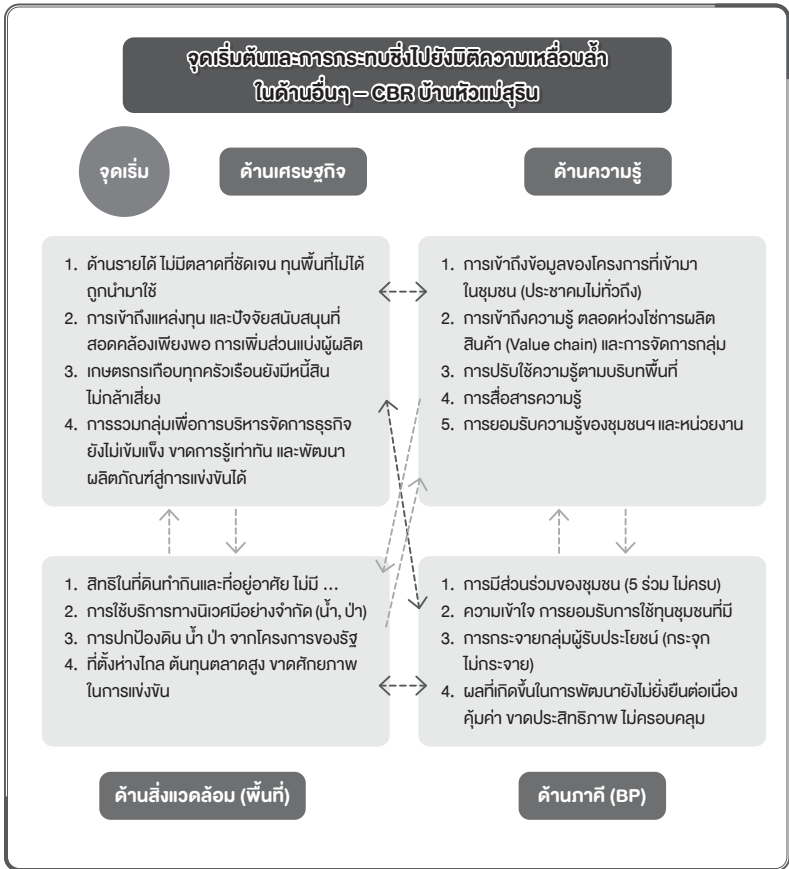 จุดเริ่มต้นและการกระทบชิ่งไปยังมิติความเหลื่อมล้ำ
ในด้านอื่นๆ – CBR บ้านหัวแม่สุริน
จุดเริ่ม
ด้านเศรษฐกิจ
ด้านความรู้
1. ด้านรายได้ ไม่มีตลาดที่ชัดเจน ทุนพื้นที่ไม่ได้
ถูกนำมาใช้
2. การเข้าถึงแหล่งทุน และปัจจัยสนับสนุนที่
สอดคล้องเพียงพอ การเพิ่มส่วนแบ่งผู้ผลิต
3. เกษตรกรเกือบทุกครัวเรือนยังมีหนี้สิน
ไม่กล้าเสี่ยง
4. การรวมกลุ่มเพื่อการบริหารจัดการธุรกิจ
ยังไม่เข้มแข็ง ขาดการรู้เท่าทัน และพัฒนา
ผลิตภัณฑ์สู่การแข่งขันได้
1. การเข้าถึงข้อมูลของโครงการที่เข้ามา
ในชุมชน (ประชาคมไม่ทั่วถึง)
2. การเข้าถึงความรู้ ตลอดห่วงโซ่การผลิต
สินค้า (Value chain) และการจัดการกลุ่ม
3. การปรับใช้ความรู้ตามบริบทพื้นที่
4. การสื่อสารความรู้
5. การยอมรับความรู้ของชุมชนฯ และหน่วยงาน
1. สิทธิในที่ดินทำกินและที่อยู่อาศัย ไม่มี ...
2. การใช้บริการทางนิเวศมีอย่างจำกัด (น้ำ, ป่า)
3. การปกป้องดิน น้ำ ป่า จากโครงการของรัฐ
4. ที่ตั้งห่างไกล ต้นทุนตลาดสูง ขาดศักยภาพ
ในการแข่งขัน
1. การมีส่วนร่วมของชุมชน (5 ร่วม ไม่ครบ)
2. ความเข้าใจ การยอมรับการใช้ทุนชุมชนที่มี
3. การกระจายกลุ่มผู้รับประโยชน์ (กระจุก
ไม่กระจาย)
4. ผลที่เกิดขึ้นในการพัฒนายังไม่ยั่งยืนต่อเนื่อง
คุ้มค่า ขาดประสิทธิภาพ ไม่ครอบคลุม
ด้านสิ่งแวดล้อม (พื้นที่)
ด้านภาคี (BP)